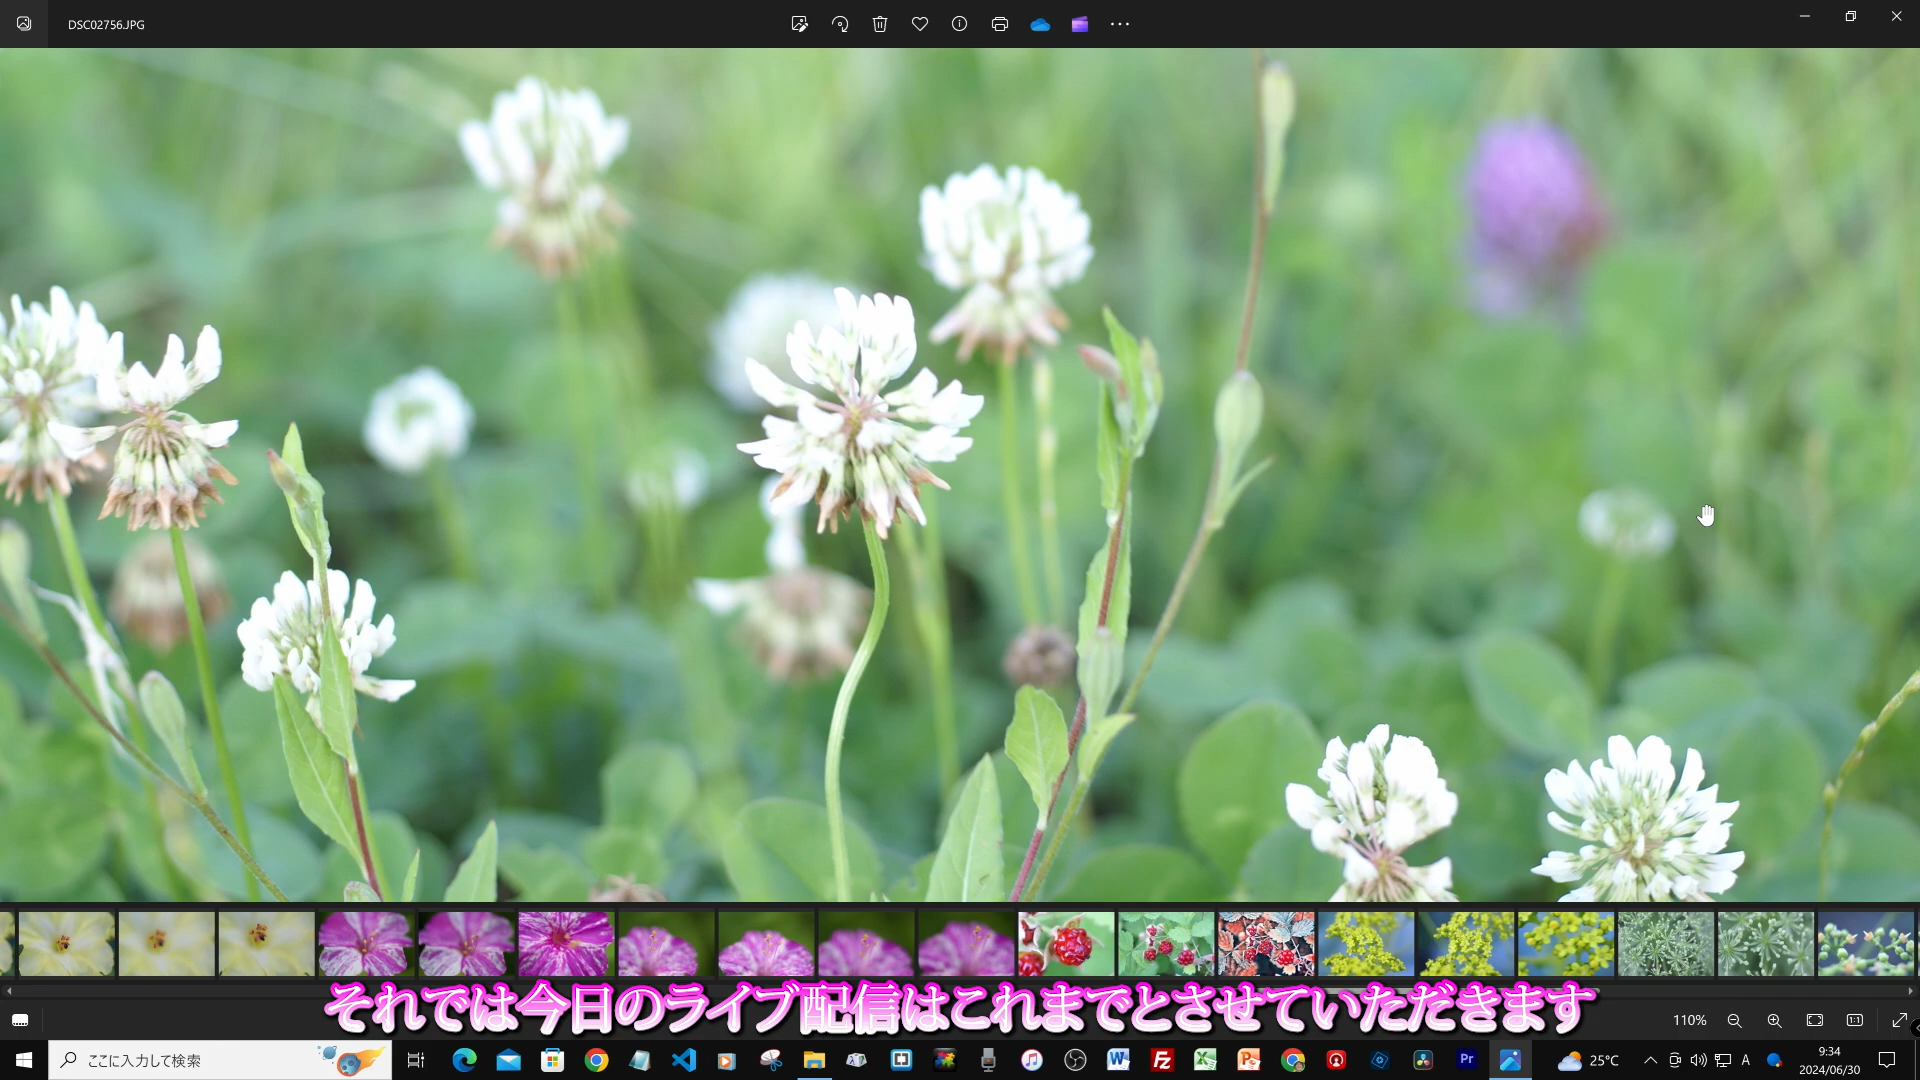 DSC02756.JPG
それでは今日のライブ配信はこれまでとさせていただきます
110%
ここに入力して検索
25°C
A
9:34
2024/06/30